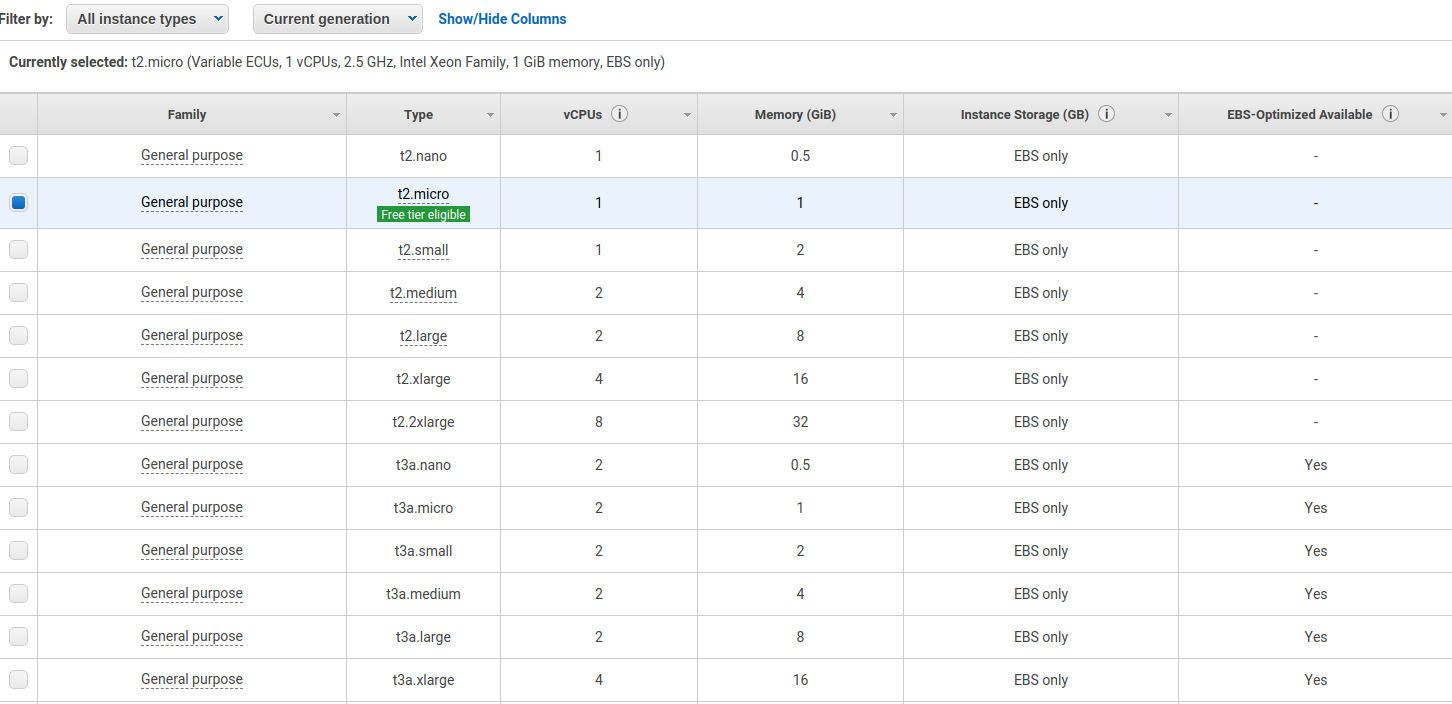 Filter by: All instance types Current generation Show/Hide Columns
Currently selected: t2.micro (Variable ECUs, 1 vCPUs, 2.5 GHz, Intel Xeon Family, 1 GiB memory, EBS only)
Family Type vCPUs i Memory (GiB) Instance Storage (GB) i EBS-Optimized Available i
General purpose t2.nano 1 0.5 EBS only -
General purpose t2.micro 1 1 EBS only -
Free tier eligible
General purpose t2.small 1 2 EBS only -
General purpose t2.medium 2 4 EBS only -
General purpose t2.large 2 8 EBS only -
General purpose t2.xlarge 4 16 EBS only -
General purpose t2.2xlarge 8 32 EBS only -
General purpose t3a.nano 2 0.5 EBS only Yes
General purpose t3a.micro 2 1 EBS only Yes
General purpose t3a.small 2 2 EBS only Yes
General purpose t3a.medium 2 4 EBS only Yes
General purpose t3a.large 2 8 EBS only Yes
General purpose t3a.xlarge 4 16 EBS only Yes